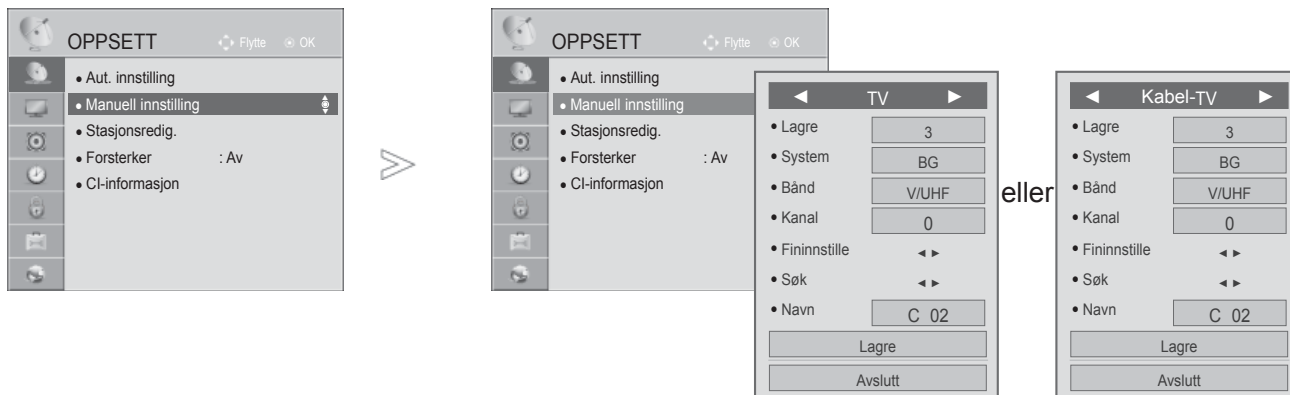 OPPSETT
Flytte
OK
• Aut. innstilling
• Manuell innstilling
• Stasjonsredig.
• Forsterker : Av
• CI-informasjon
OPPSETT
Flytte
OK
• Aut. innstilling
• Manuell innstilling
• Stasjonsredig.
• Forsterker : Av
• CI-informasjon
◄ TV ►
• Lagre 3
• System BG
• Bånd V/UHF
• Kanal 0
• Fininnstille ◄ ►
• Søk ◄ ►
• Navn C 02
Lagre
Avslutt
eller
◄ Kabel-TV ►
• Lagre 3
• System BG
• Bånd V/UHF
• Kanal 0
• Fininnstille ◄ ►
• Søk ◄ ►
• Navn C 02
Lagre
Avslutt